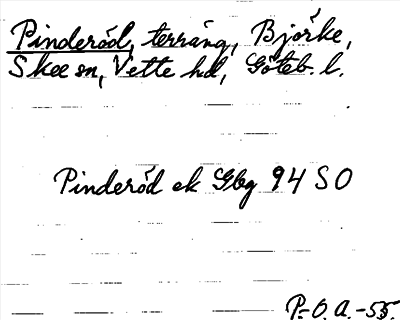 Pinderöd, terräng, Björke,
Skee sn, Vette hd, Göteb. l.
Pinderöd ek Gbg 94 SO
P.-O. A. -55.